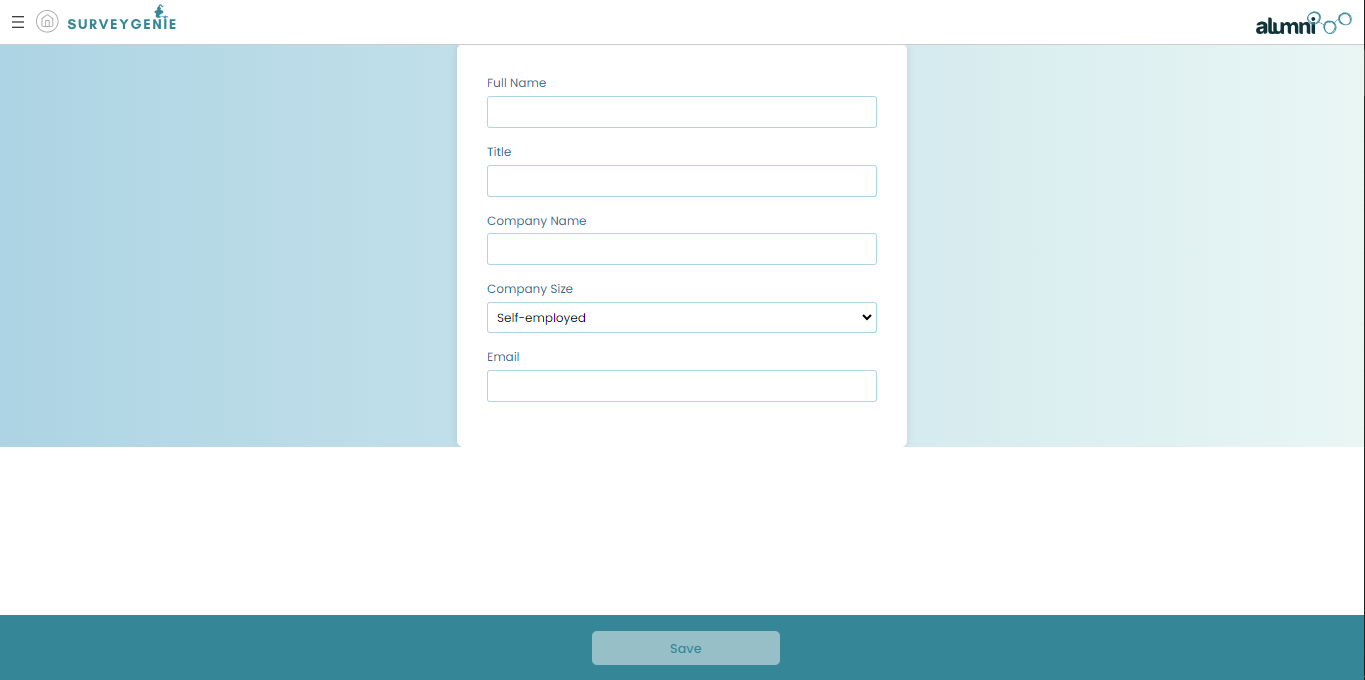 SURVEYGENIE
alumni
Full Name
Title
Company Name
Company Size
Self-employed
Email
Save